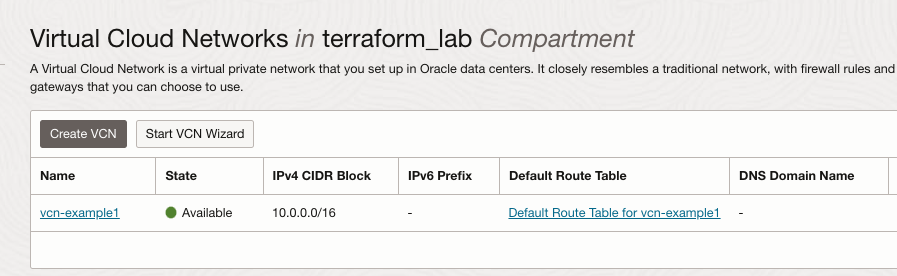 Virtual Cloud Networks in terraform_lab Compartment
A Virtual Cloud Network is a virtual private network that you set up in Oracle data centers. It closely resembles a traditional network, with firewall rules and
gateways that you can choose to use.
Create VCN Start VCN Wizard
Name State IPv4 CIDR Block IPv6 Prefix Default Route Table DNS Domain Name
vcn-example1 Available 10.0.0.0/16 - Default Route Table for vcn-example1 -